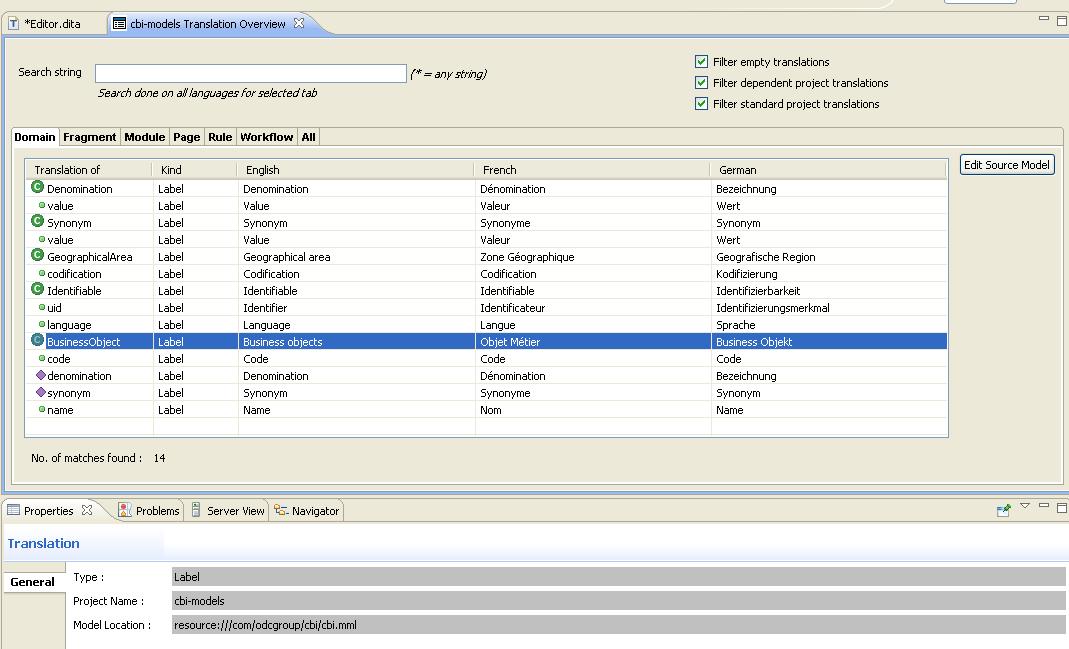 *Editor.dita cbi-models Translation Overview
Search string (* = any string)
Search done on all languages for selected tab
Filter empty translations
Filter dependent project translations
Filter standard project translations
Domain Fragment Module Page Rule Workflow All
Translation of Kind English French German
Denomination Label Denomination Dénomination Bezeichnung
value Label Value Valeur Wert
Synonym Label Synonym Synonyme Synonym
value Label Value Valeur Wert
GeographicalArea Label Geographical area Zone Géographique Geografische Region
codification Label Codification Codification Kodifizierung
Identifiable Label Identifiable Identifiable Identifizierbarkeit
uid Label Identifier Identificateur Identifizierungsmerkmal
language Label Language Langue Sprache
BusinessObject Label Business objects Objet Métier Business Objekt
code Label Code Code Code
denomination Label Denomination Dénomination Bezeichnung
synonym Label Synonym Synonyme Synonym
name Label Name Nom Name
Edit Source Model
No. of matches found : 14
Properties Problems Server View Navigator
Translation
General
Type : Label
Project Name : cbi-models
Model Location : resource:///com/odcgroup/cbi/cbi.mml